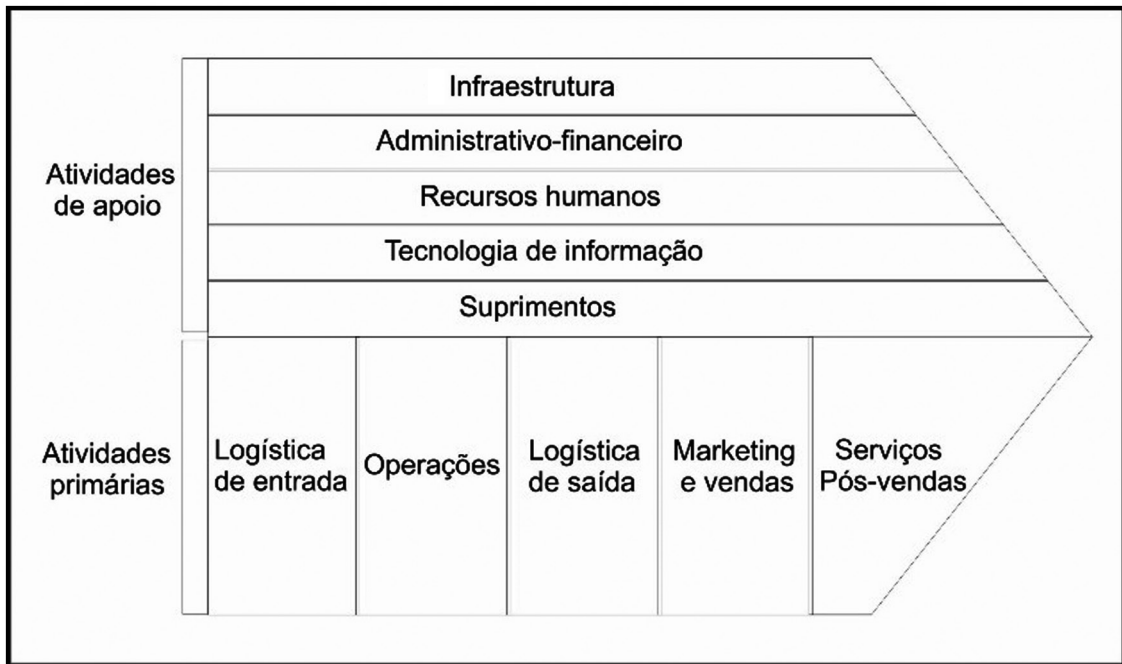 Infraestrutura
Administrativo-financeiro
Atividades
de apoio
Recursos humanos
Tecnologia de informação
Suprimentos
Atividades
primárias
Logística
de entrada
Operações
Logística
de saída
Marketing
e vendas
Serviços
Pós-vendas